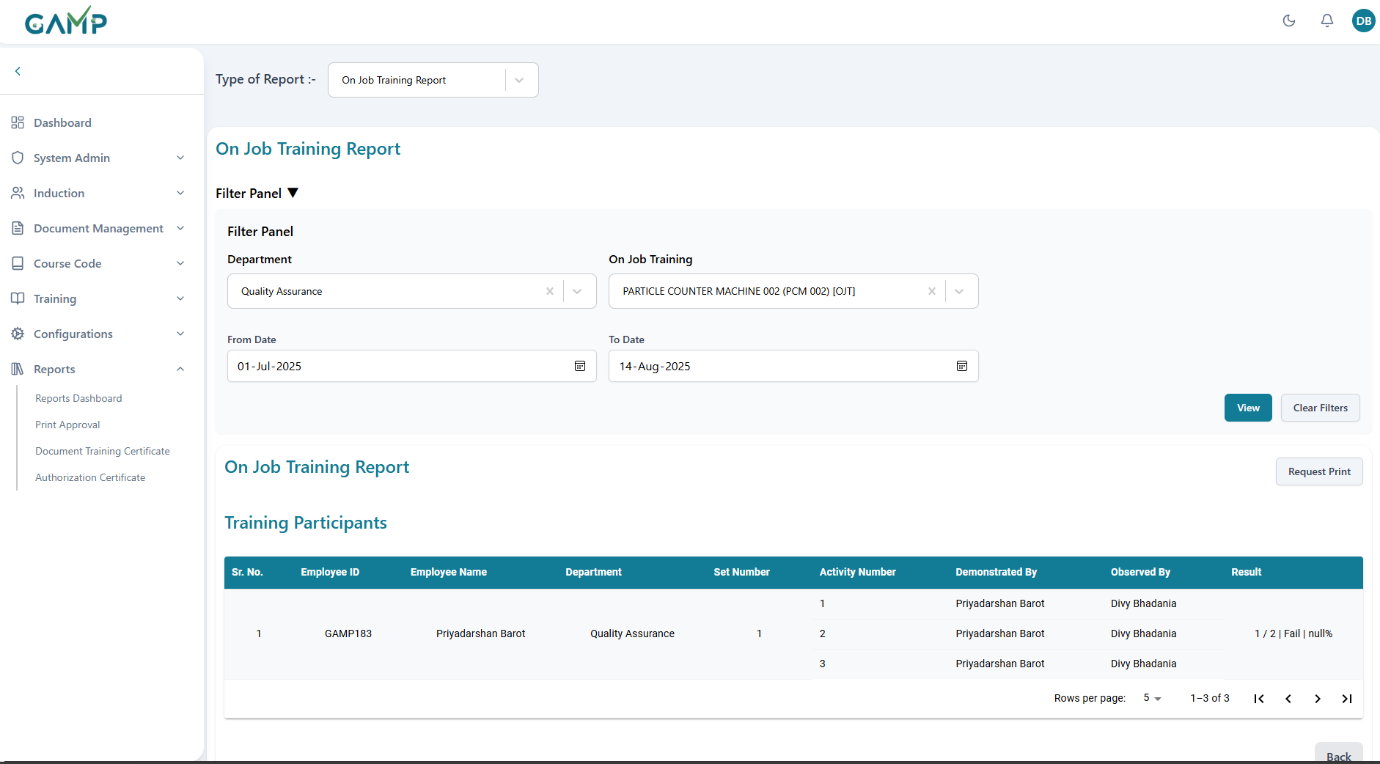 GAMP
DB
Type of Report :- On Job Training Report
Dashboard
System Admin
Induction
Document Management
Course Code
Training
Configurations
Reports
Reports Dashboard
Print Approval
Document Training Certificate
Authorization Certificate
On Job Training Report
Filter Panel ▼
Filter Panel
Department On Job Training
Quality Assurance PARTICLE COUNTER MACHINE 002 (PCM 002) [OJT]
From Date To Date
01-Jul-2025 14-Aug-2025
View Clear Filters
On Job Training Report
Request Print
Training Participants
Sr. No. Employee ID Employee Name Department Set Number Activity Number Demonstrated By Observed By Result
1 Priyadarshan Barot Divy Bhadania
1 GAMP183 Priyadarshan Barot Quality Assurance 1 2 Priyadarshan Barot Divy Bhadania 1 / 2 | Fail | null%
3 Priyadarshan Barot Divy Bhadania
Rows per page: 5 1–3 of 3
Back